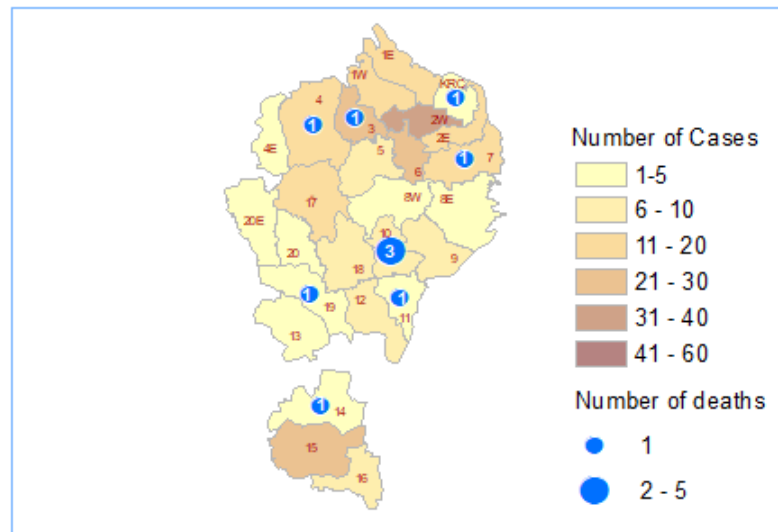 1E
1W
KRC
1
4
1
1
3
2W
2E
4E
5
1
7
6
17
8W
8E
20E
10
3
20
18
9
1
19
12
1
11
13
1
14
15
16
Number of Cases
1-5
6 - 10
11 - 20
21 - 30
31 - 40
41 - 60
Number of deaths
1
2 - 5